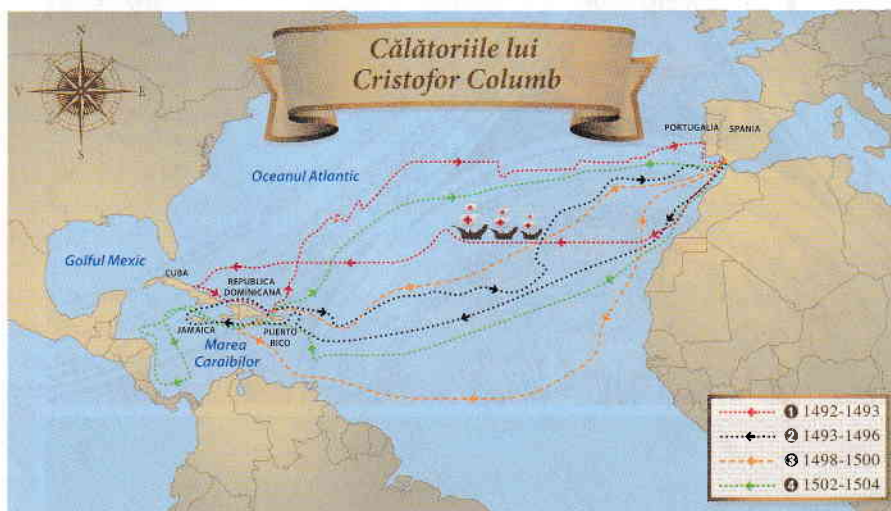 Călătoriile lui
Cristofor Columb
N
V
E
S
PORTUGALIA
SPANIA
Oceanul Atlantic
Golful Mexic
CUBA
REPUBLICA
DOMINICANA
JAMAICA
PUERTO
RICO
Marea
Caraibilor
1 1492-1493
2 1493-1496
3 1498-1500
4 1502-1504